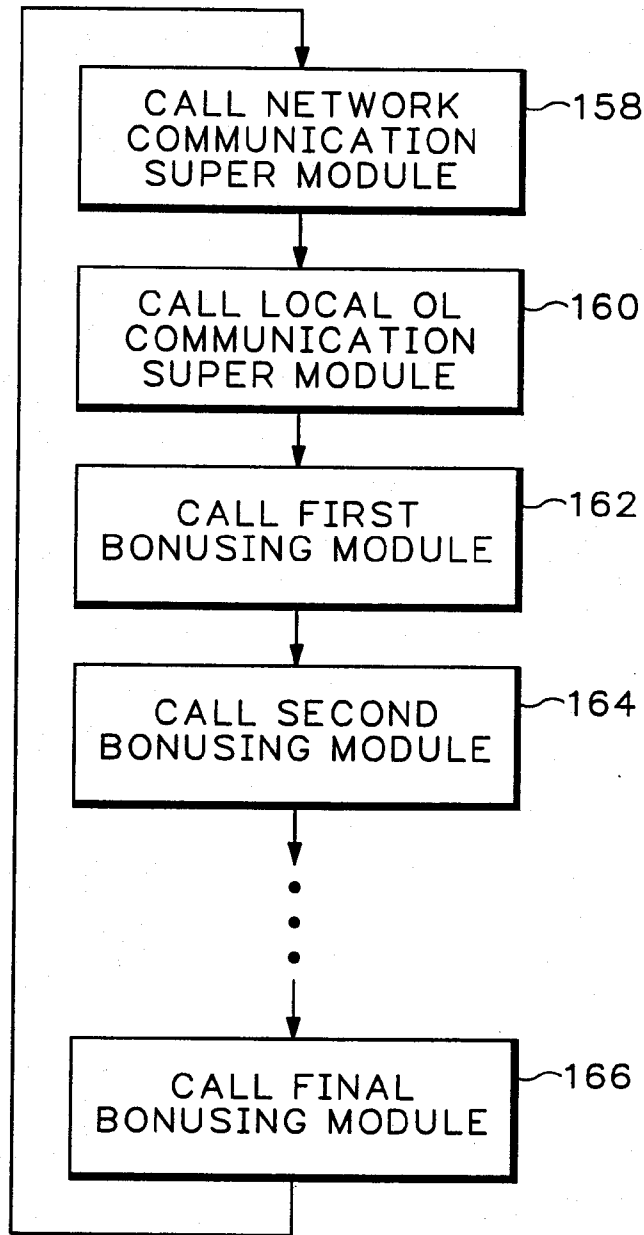 CALL NETWORK
COMMUNICATION
SUPER MODULE
158
CALL LOCAL OL
COMMUNICATION
SUPER MODULE
160
CALL FIRST
BONUSING MODULE
162
CALL SECOND
BONUSING MODULE
164
CALL FINAL
BONUSING MODULE
166